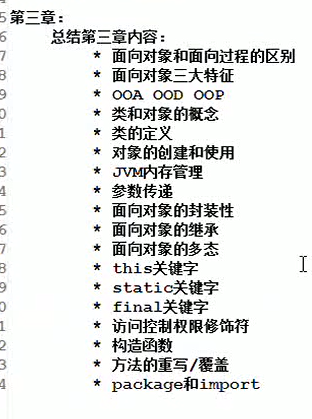 5第三章：
6 总结第三章内容：
7 * 面向对象和面向过程的区别
8 * 面向对象三大特征
9 * OOA OOD OOP
0 * 类和对象的概念
1 * 类的定义
2 * 对象的创建和使用
3 * JVM内存管理
4 * 参数传递
5 * 面向对象的封装性
6 * 面向对象的继承
7 * 面向对象的多态
8 * this关键字
9 * static关键字
0 * final关键字
1 * 访问控制权限修饰符
2 * 构造函数
3 * 方法的重写/覆盖
4 * package和import